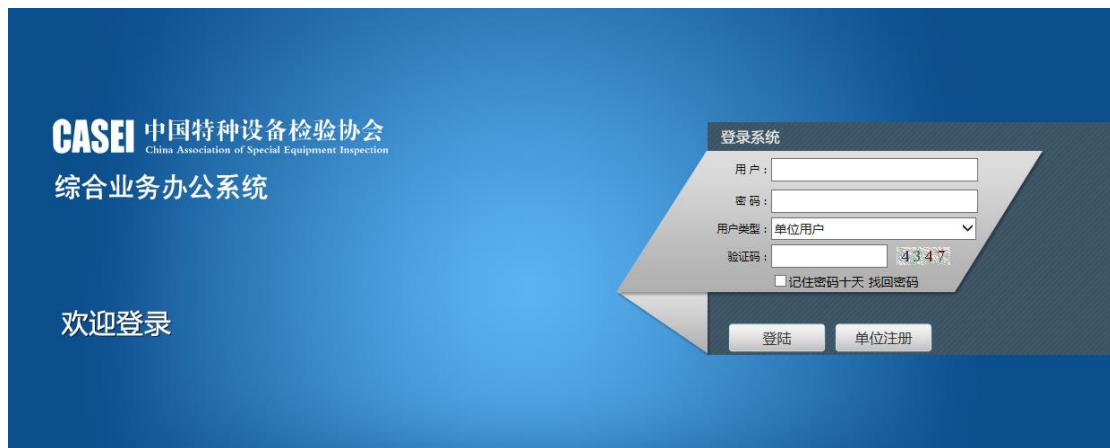 CASEI 中国特种设备检验协会
China Association of Special Equipment Inspection
综合业务办公系统
欢迎登录
登录系统
用户：
密码：
用户类型：单位用户
验证码： 4347
记住密码十天 找回密码
登陆 单位注册